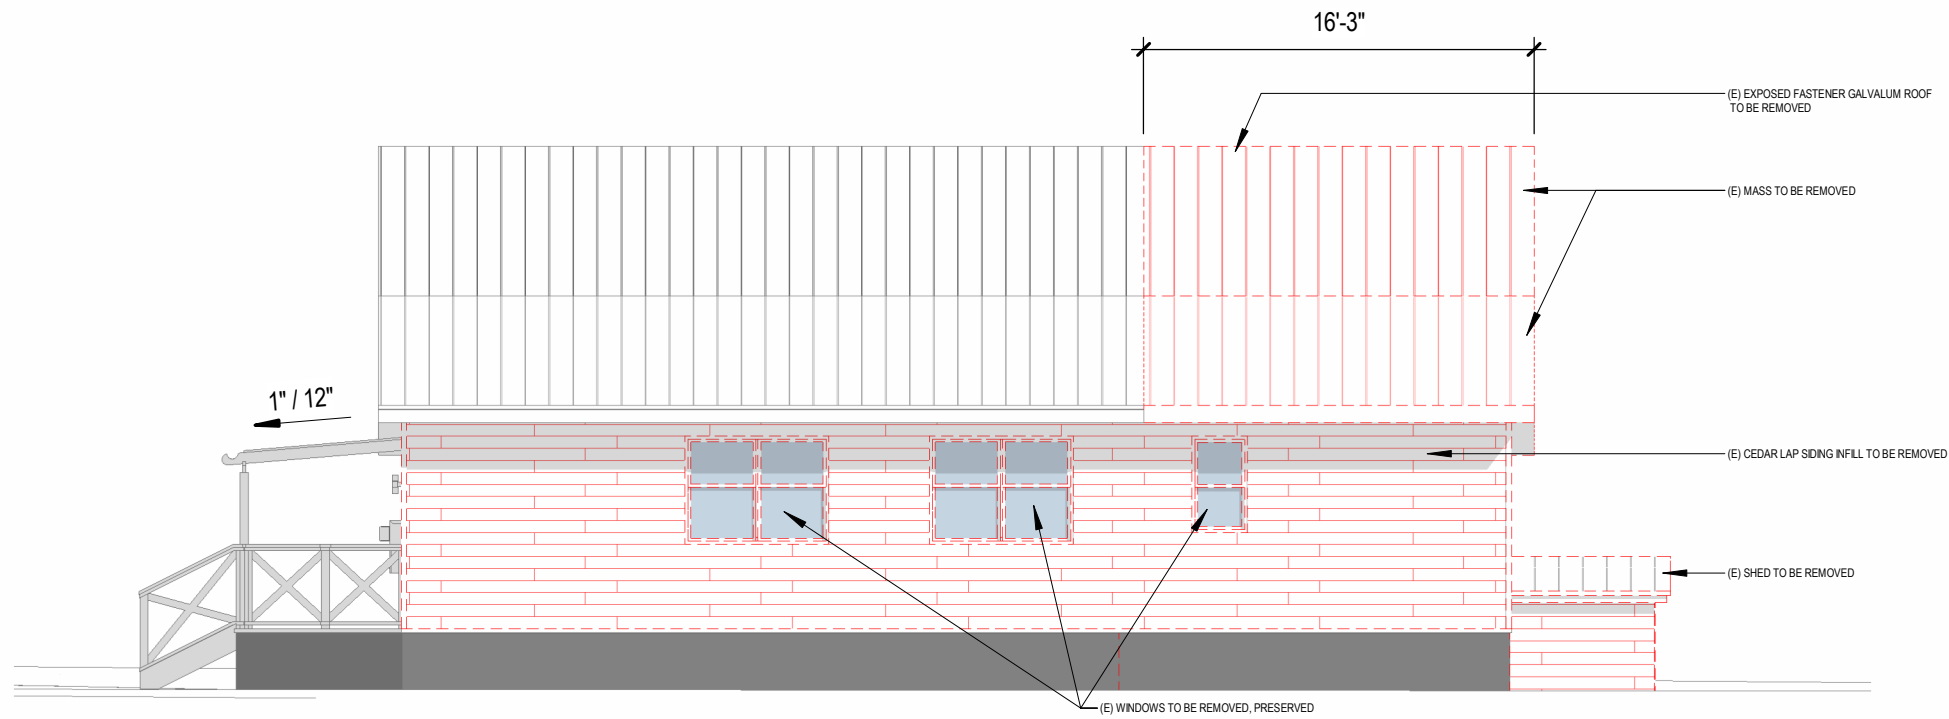 16'-3"
(E) EXPOSED FASTENER GALVALUM ROOF
TO BE REMOVED
(E) MASS TO BE REMOVED
1" / 12"
(E) CEDAR LAP SIDING INFILL TO BE REMOVED
(E) SHED TO BE REMOVED
(E) WINDOWS TO BE REMOVED, PRESERVED